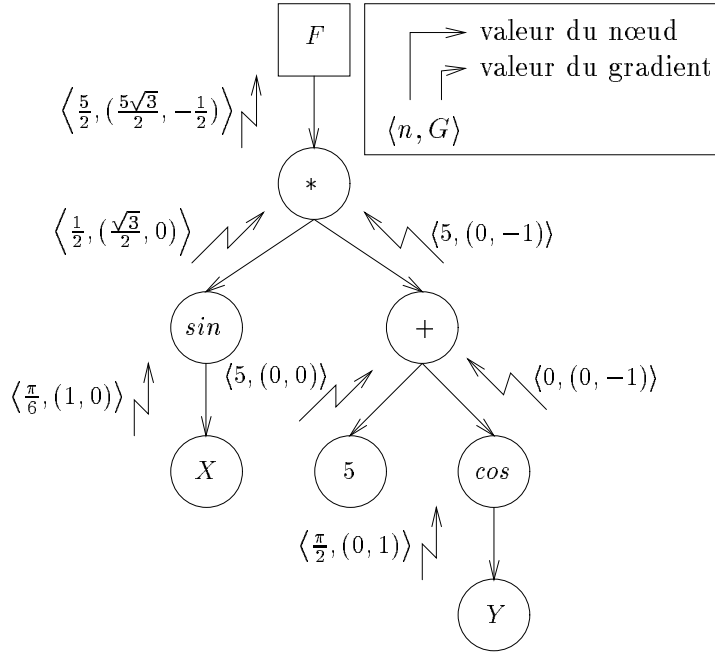 F
valeur du nœud
valeur du gradient
⟨n, G⟩
⟨5/2, (5√3/2, −1/2)⟩
*
⟨1/2, (√3/2, 0)⟩
⟨5, (0, −1)⟩
sin
+
⟨π/6, (1, 0)⟩
⟨5, (0, 0)⟩
⟨0, (0, −1)⟩
X
5
cos
⟨π/2, (0, 1)⟩
Y